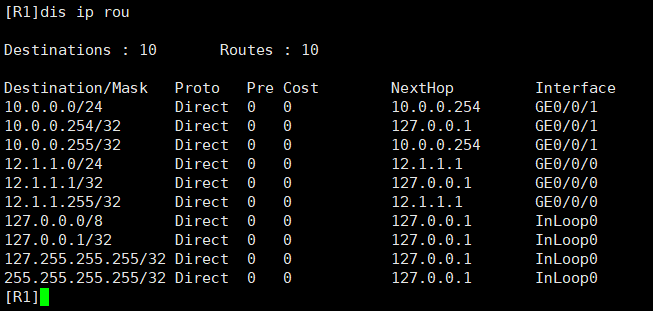 [R1]dis ip rou
Destinations : 10       Routes : 10
Destination/Mask   Proto   Pre Cost        NextHop         Interface
10.0.0.0/24        Direct  0   0           10.0.0.254      GE0/0/1
10.0.0.254/32      Direct  0   0           127.0.0.1       GE0/0/1
10.0.0.255/32      Direct  0   0           10.0.0.254      GE0/0/1
12.1.1.0/24        Direct  0   0           12.1.1.1        GE0/0/0
12.1.1.1/32        Direct  0   0           127.0.0.1       GE0/0/0
12.1.1.255/32      Direct  0   0           12.1.1.1        GE0/0/0
127.0.0.0/8        Direct  0   0           127.0.0.1       InLoop0
127.0.0.1/32       Direct  0   0           127.0.0.1       InLoop0
127.255.255.255/32 Direct  0   0           127.0.0.1       InLoop0
255.255.255.255/32 Direct  0   0           127.0.0.1       InLoop0
[R1]